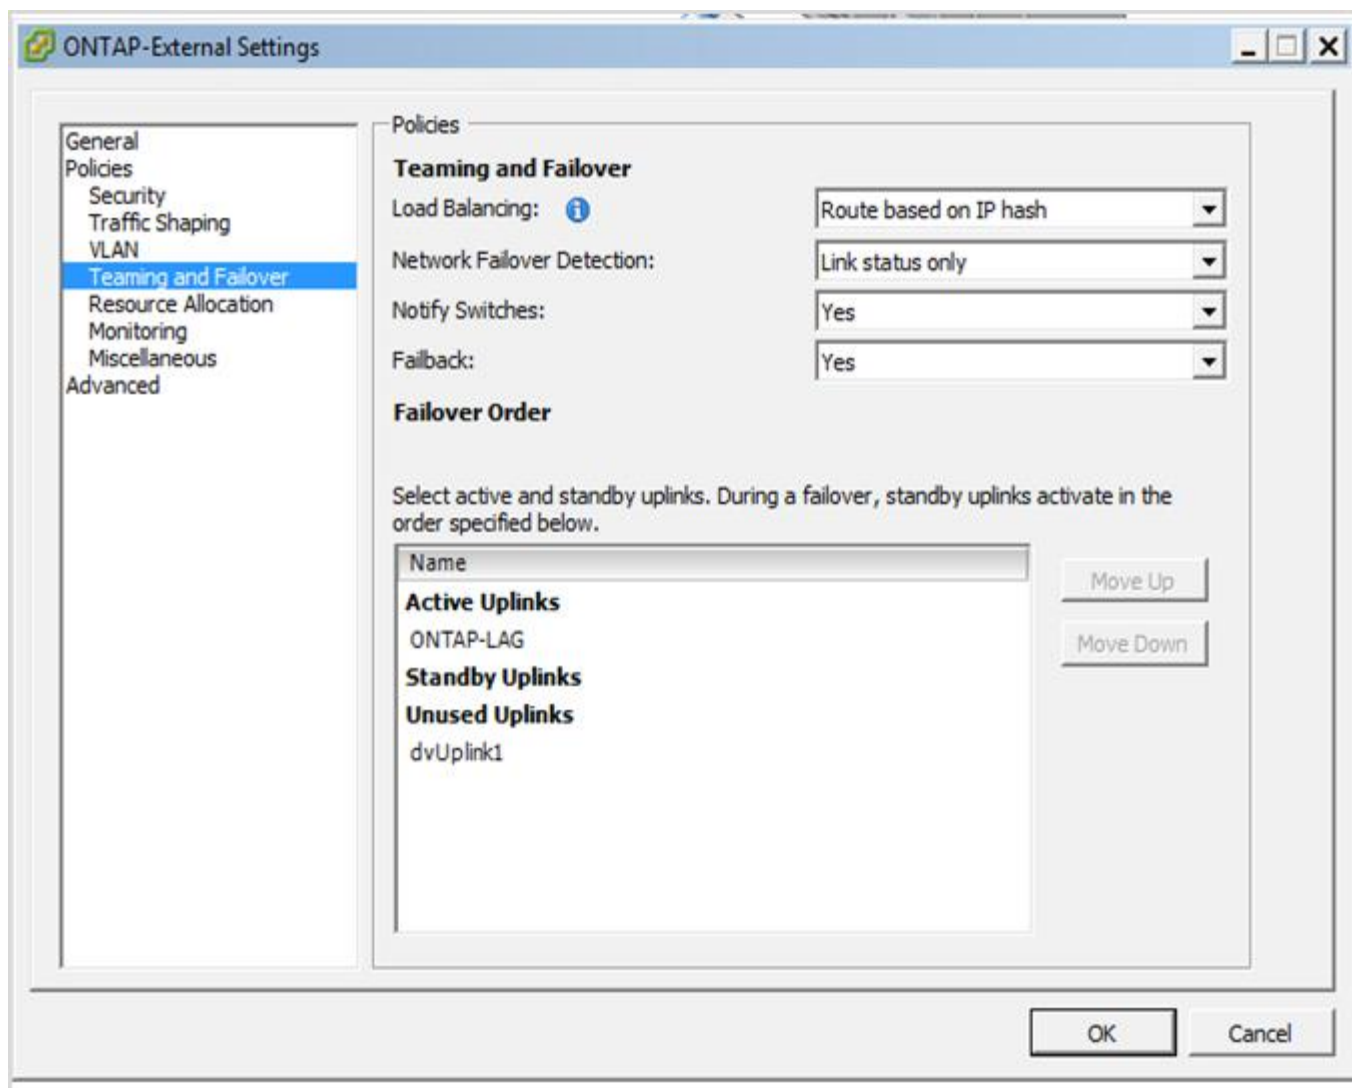 ONTAP-External Settings
General
Policies
Security
Traffic Shaping
VLAN
Teaming and Failover
Resource Allocation
Monitoring
Miscellaneous
Advanced
Policies
Teaming and Failover
Load Balancing:
Route based on IP hash
Network Failover Detection:
Link status only
Notify Switches:
Yes
Failback:
Yes
Failover Order
Select active and standby uplinks. During a failover, standby uplinks activate in the
order specified below.
Name
Active Uplinks
ONTAP-LAG
Standby Uplinks
Unused Uplinks
dvUplink1
Move Up
Move Down
OK
Cancel